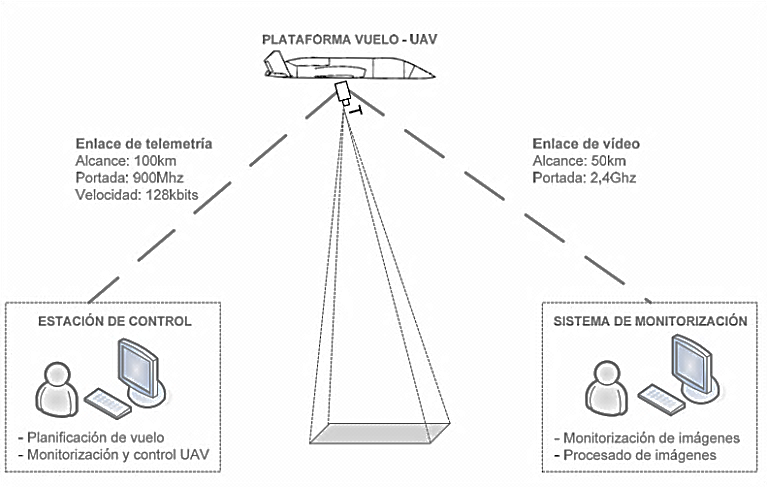 PLATAFORMA VUELO - UAV
Enlace de telemetría
Alcance: 100km
Portada: 900Mhz
Velocidad: 128kbits
Enlace de vídeo
Alcance: 50km
Portada: 2,4Ghz
ESTACIÓN DE CONTROL
- Planificación de vuelo
- Monitorización y control UAV
SISTEMA DE MONITORIZACIÓN
- Monitorización de imágenes
- Procesado de imágenes